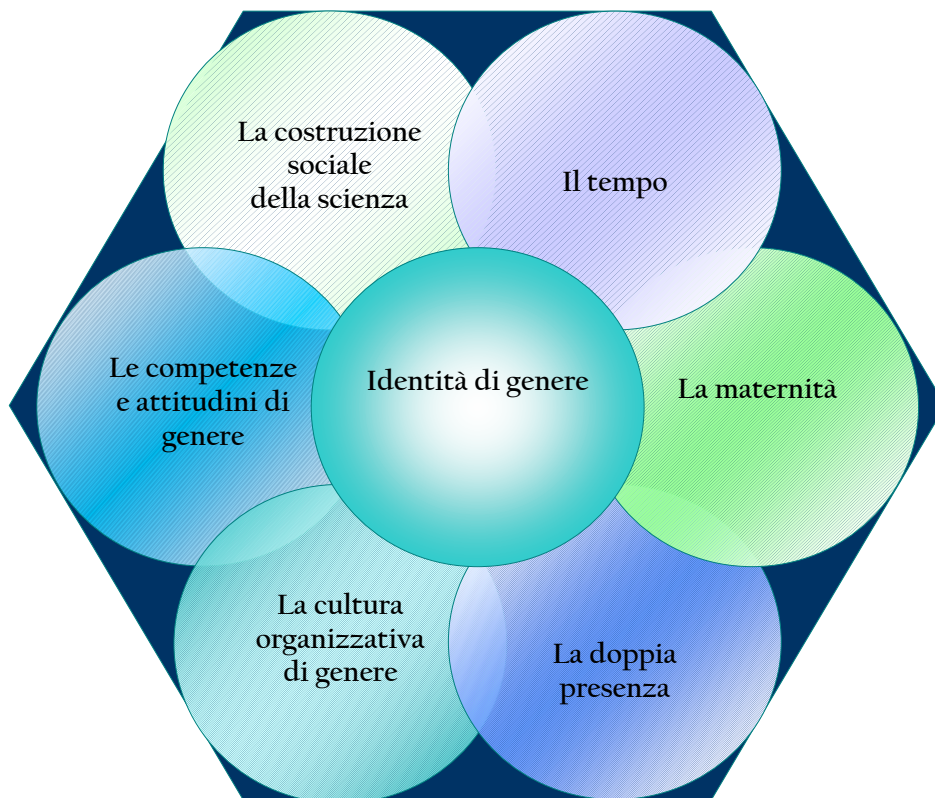 La costruzione
sociale
della scienza
Il tempo
Le competenze
e attitudini di
genere
Identità di genere
La maternità
La cultura
organizzativa
di genere
La doppia
presenza